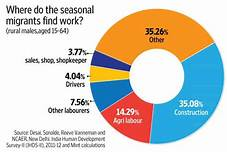 Where do the seasonal
migrants find work?
(rural males, aged 15-64)
35.26%
Other
3.77%
sales, shop, shopkeeper
4.04%
Drivers
7.56%
Other labourers
14.29%
Agri labour
35.08%
Construction
Source: Desai, Sonalde, Reeve Vanneman and
NCAER, New Delhi. India Human Development
Survey-II (IHDS-II), 2011-12 and Mint calculations